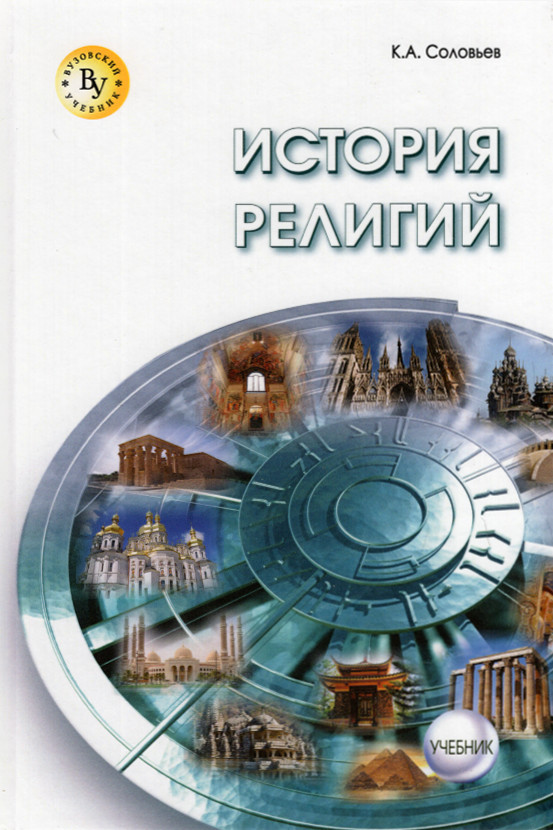 К.А. Соловьев
ВУЗОВСКИЙ
ВУ
УЧЕБНИК
ИСТОРИЯ
РЕЛИГИЙ
УЧЕБНИК